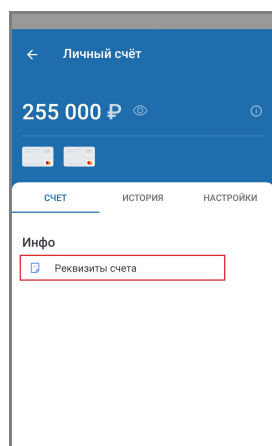 Личный счёт
255 000 ₽
СЧЕТ ИСТОРИЯ НАСТРОЙКИ
Инфо
Реквизиты счета